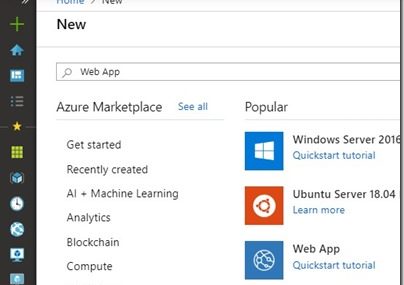 Home > New
New
Web App
Azure Marketplace See all
Popular
Get started
Recently created
AI + Machine Learning
Analytics
Blockchain
Compute
Windows Server 2016
Quickstart tutorial
Ubuntu Server 18.04
Learn more
Web App
Quickstart tutorial